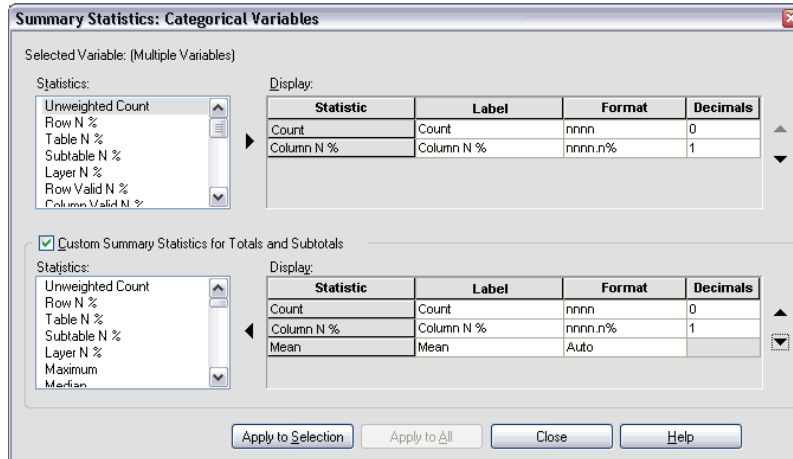 Summary Statistics: Categorical Variables
Selected Variable: (Multiple Variables)
Statistics:
Display:
Unweighted Count
Row N %
Table N %
Subtable N %
Layer N %
Row Valid N %
Column Valid N %
Statistic Label Format Decimals
Count Count nnnn 0
Column N % Column N % nnnn.n% 1
Custom Summary Statistics for Totals and Subtotals
Statistics:
Display:
Unweighted Count
Row N %
Table N %
Subtable N %
Layer N %
Maximum
Median
Statistic Label Format Decimals
Count Count nnnn 0
Column N % Column N % nnnn.n% 1
Mean Mean Auto
Apply to Selection Apply to All Close Help